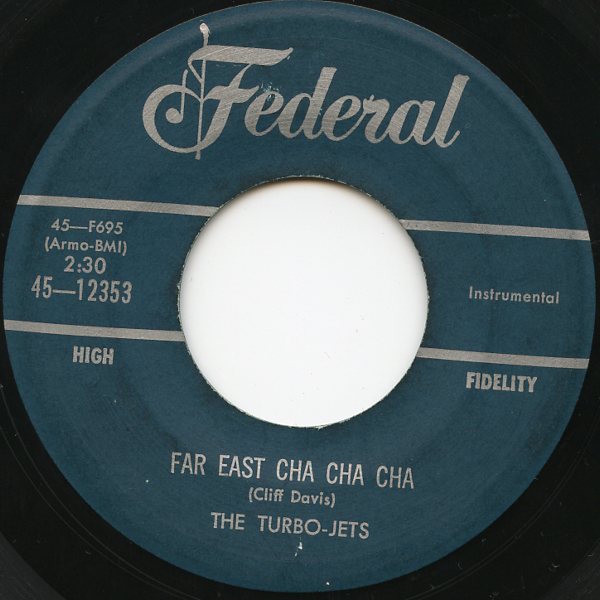 Federal
45—F695
(Armo-BMI)
2:30
45—12353
Instrumental
HIGH
FIDELITY
FAR EAST CHA CHA CHA
(Cliff Davis)
THE TURBO-JETS